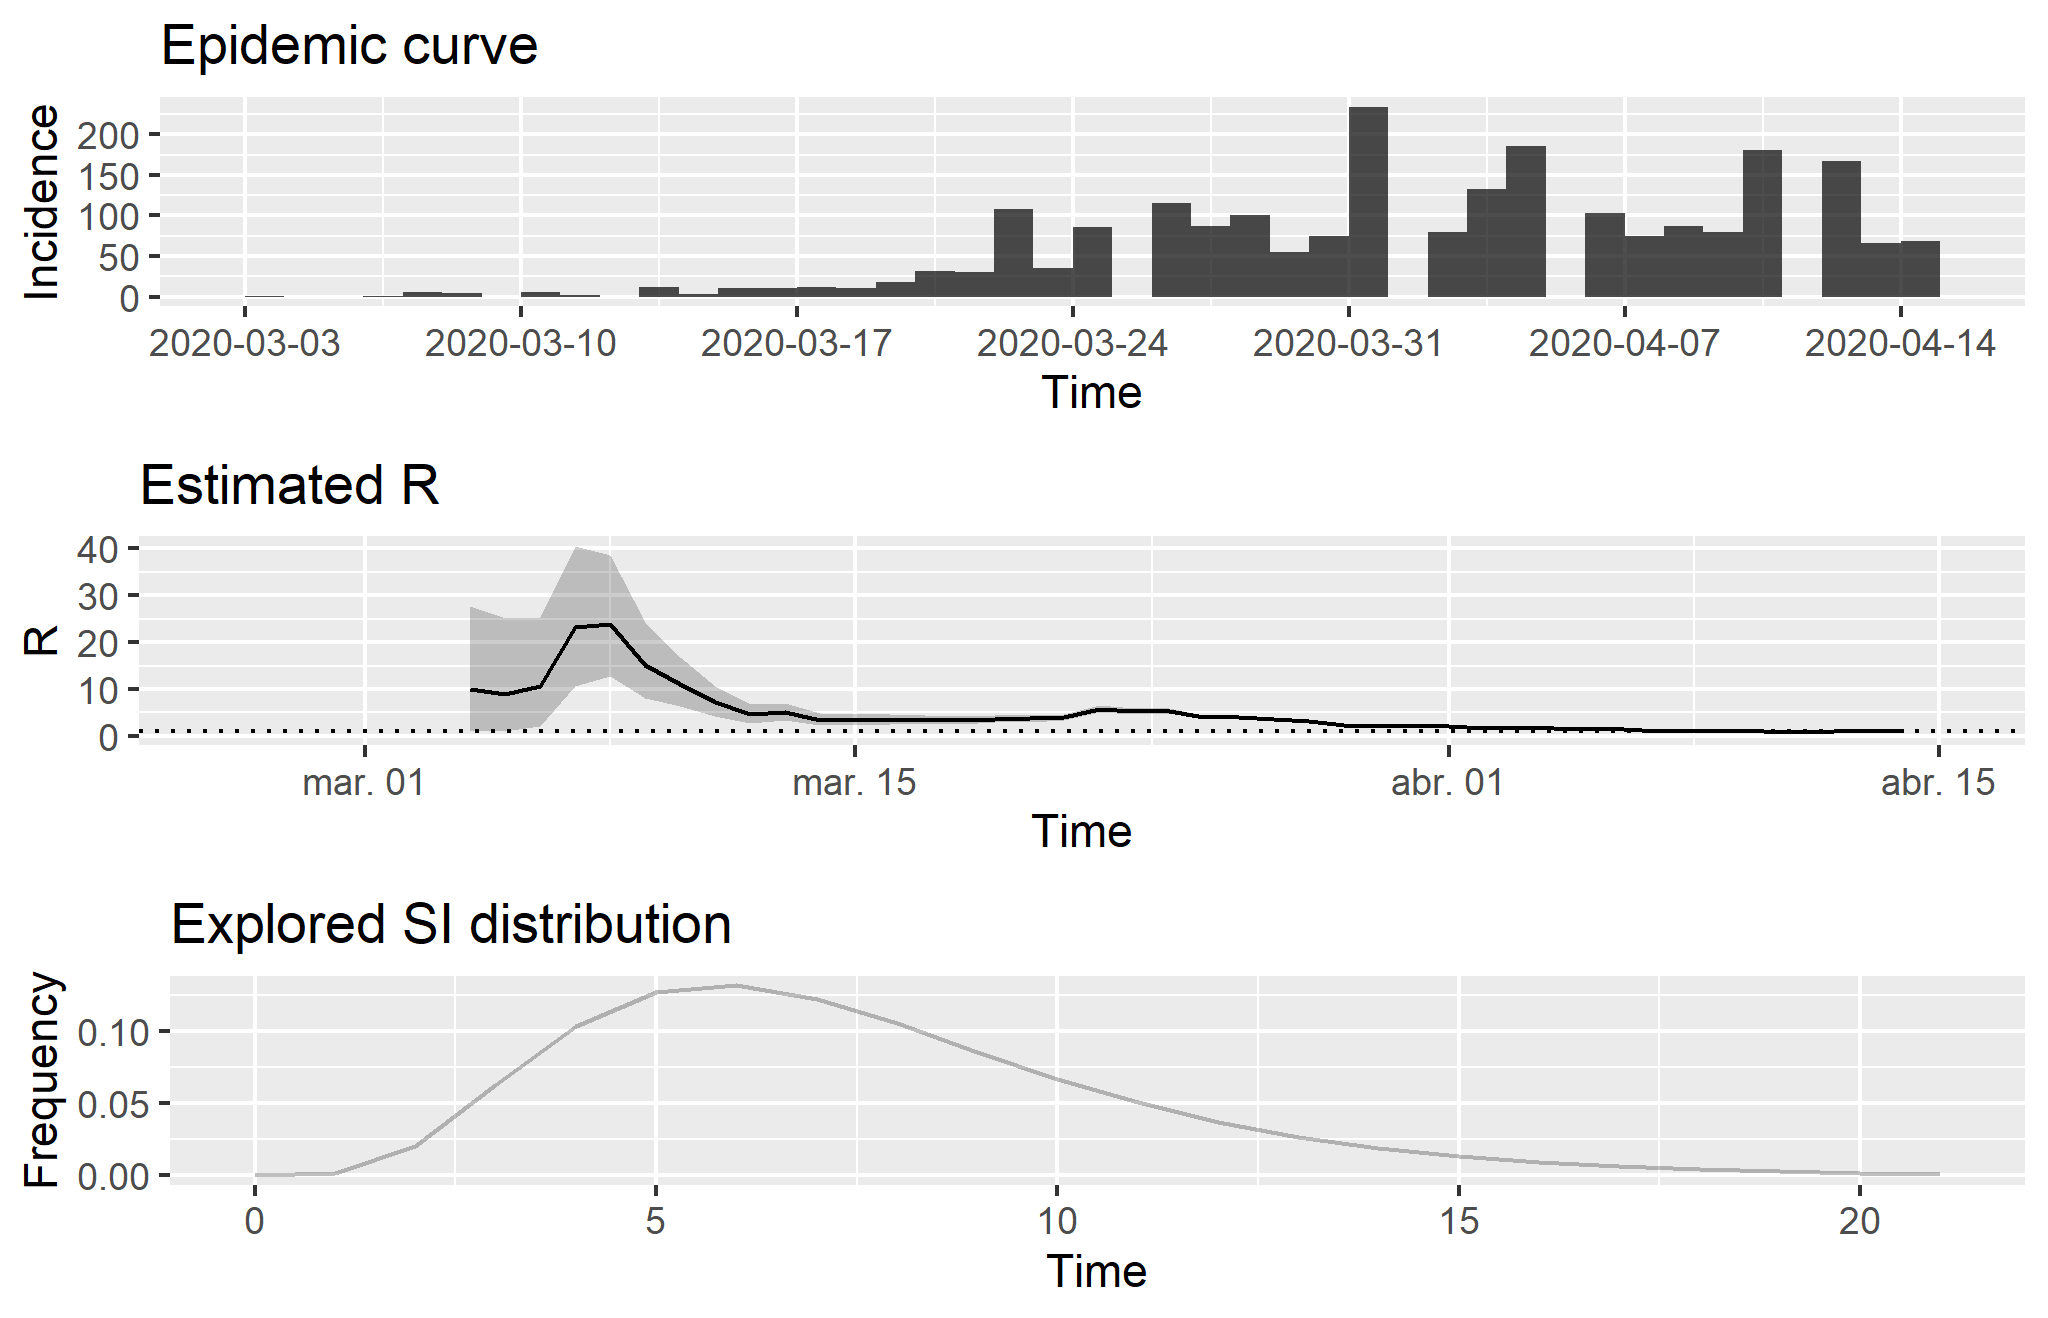 Epidemic curve
Incidence
200
150
100
50
0
2020-03-03 2020-03-10 2020-03-17 2020-03-24 2020-03-31 2020-04-07 2020-04-14
Time
Estimated R
R
40
30
20
10
0
mar. 01 mar. 15 abr. 01 abr. 15
Time
Explored SI distribution
Frequency
0.10
0.05
0.00
0 5 10 15 20
Time